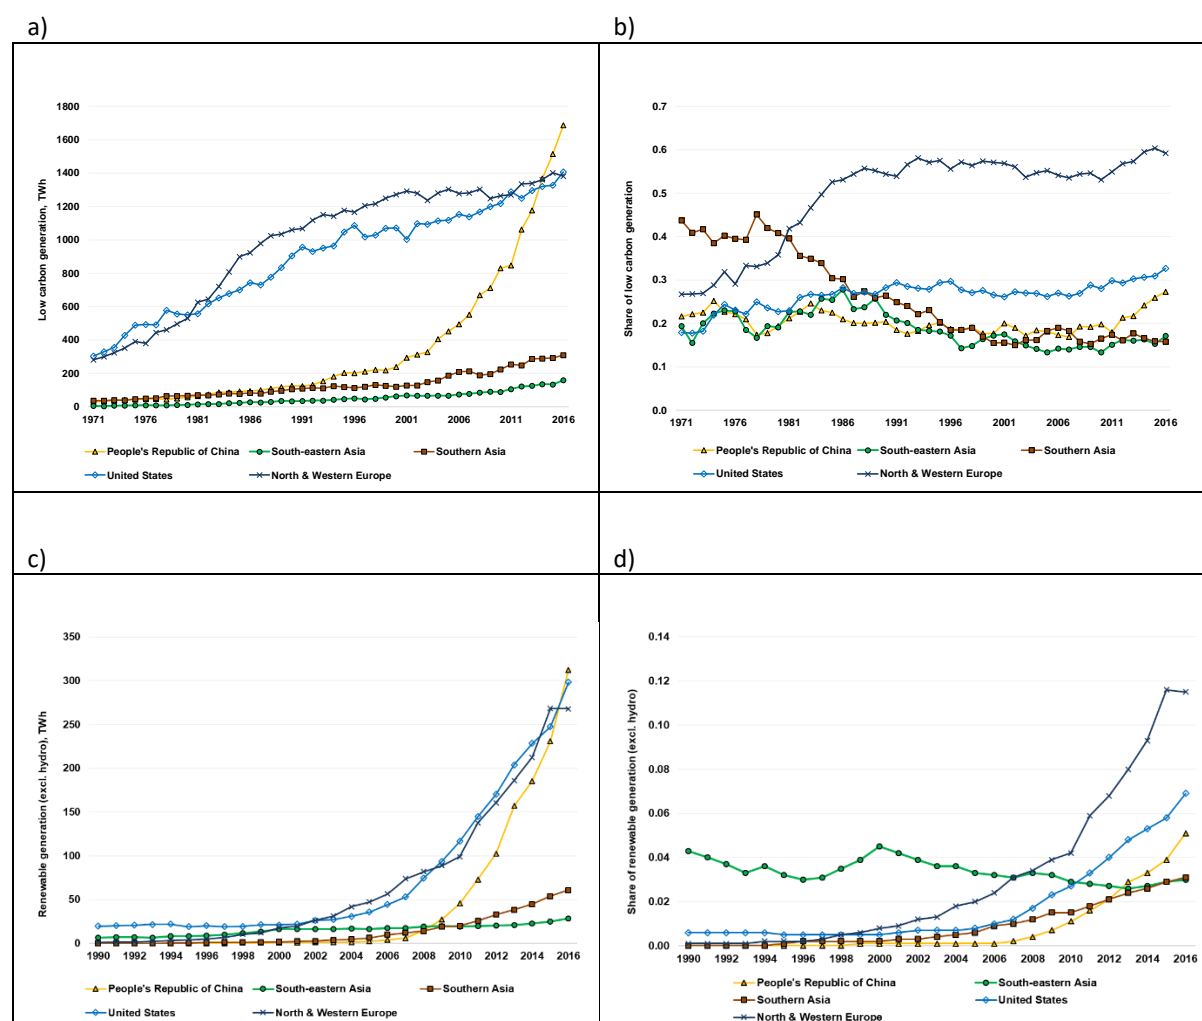 a)
b)
Low carbon generation, TWh
1800
1600
1400
1200
1000
800
600
400
200
0
1971 1976 1981 1986 1991 1996 2001 2006 2011 2016
People's Republic of China South-eastern Asia Southern Asia
United States North & Western Europe
Share of low carbon generation
0.7
0.6
0.5
0.4
0.3
0.2
0.1
0.0
1971 1976 1981 1986 1991 1996 2001 2006 2011 2016
People's Republic of China South-eastern Asia Southern Asia
United States North & Western Europe
c)
d)
Renewable generation (excl. hydro), TWh
350
300
250
200
150
100
50
0
1990 1992 1994 1996 1998 2000 2002 2004 2006 2008 2010 2012 2014 2016
People's Republic of China South-eastern Asia Southern Asia
United States North & Western Europe
Share of renewable generation (excl. hydro)
0.14
0.12
0.10
0.08
0.06
0.04
0.02
0.00
1990 1992 1994 1996 1998 2000 2002 2004 2006 2008 2010 2012 2014 2016
People's Republic of China South-eastern Asia
Southern Asia United States
North & Western Europe